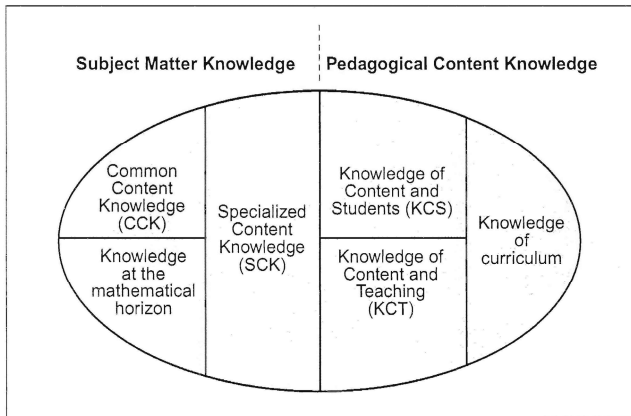 Subject Matter Knowledge
Pedagogical Content Knowledge
Common
Content
Knowledge
(CCK)
Knowledge
at the
mathematical
horizon
Specialized
Content
Knowledge
(SCK)
Knowledge of
Content and
Students (KCS)
Knowledge of
Content and
Teaching
(KCT)
Knowledge
of
curriculum